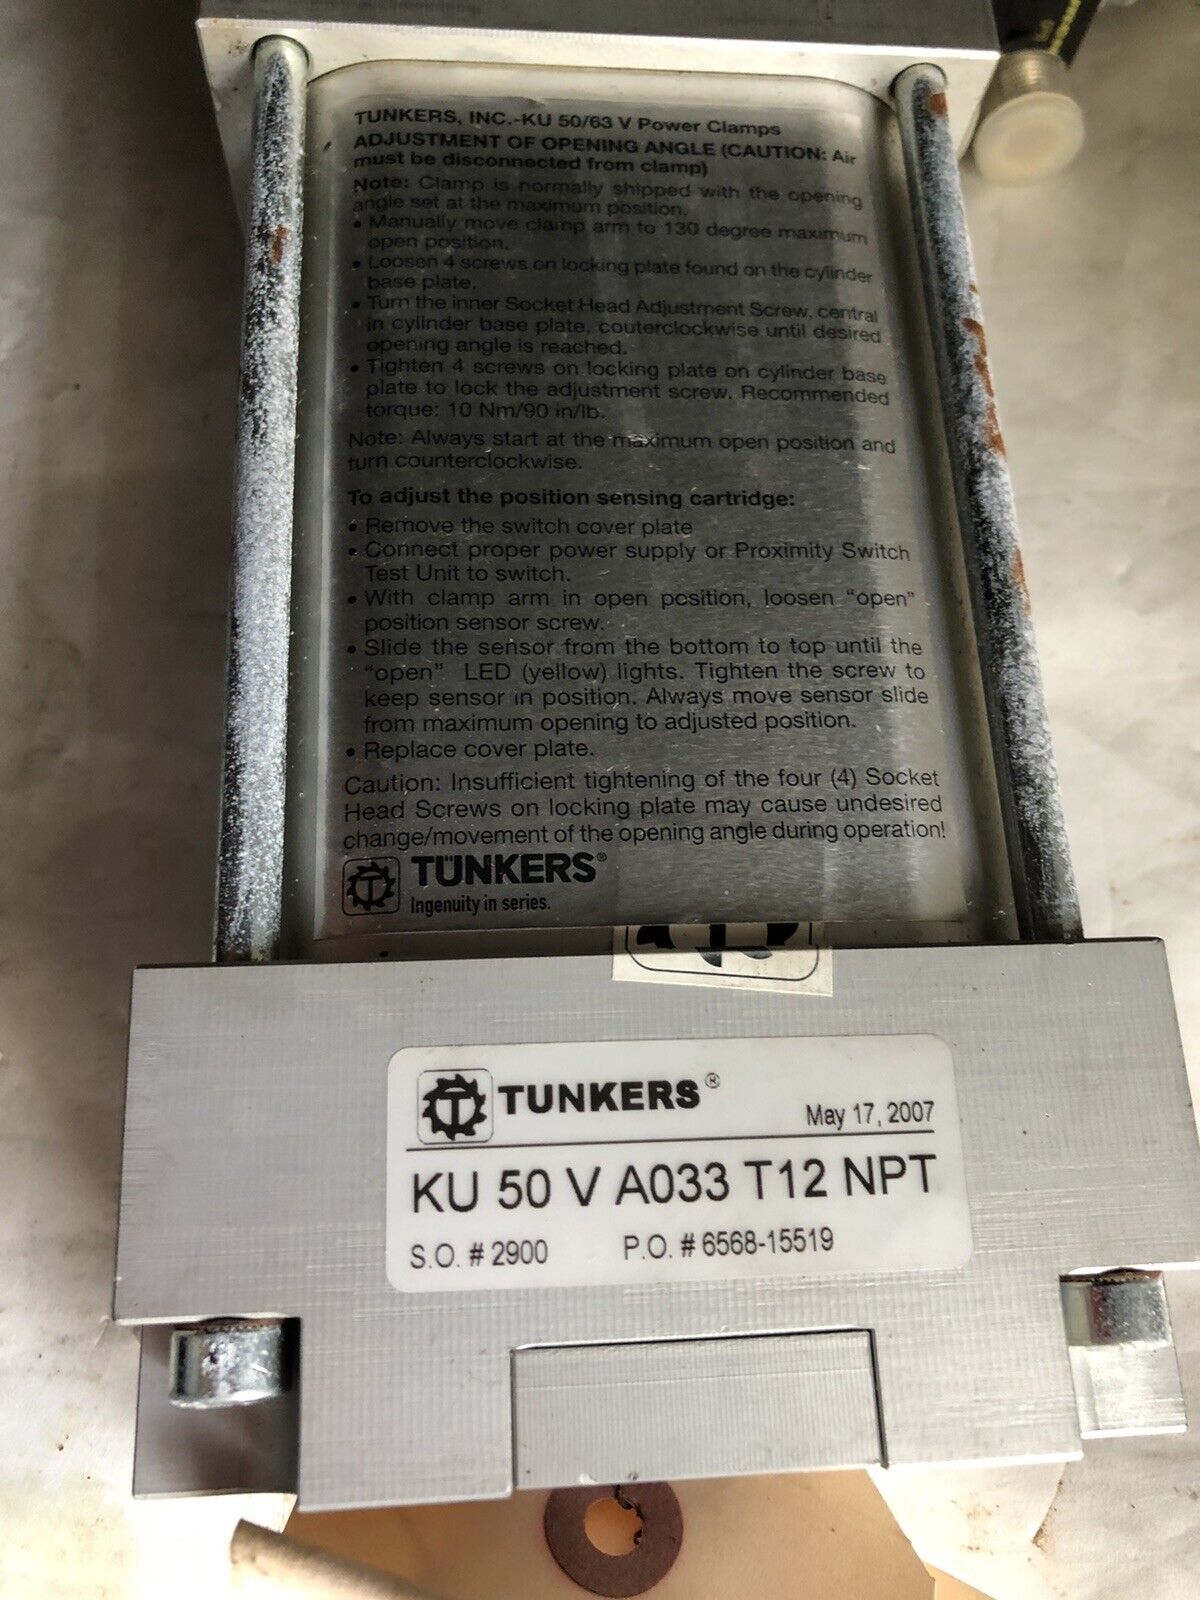 TUNKERS, INC.-KU 50/63 V Power Clamps
ADJUSTMENT OF OPENING ANGLE (CAUTION: Air
must be disconnected from clamp)
Note: Clamp is normally shipped with the opening
angle set at the maximum position.
• Manually move clamp arm to 130 degree maximum
open position.
• Loosen 4 screws on locking plate found on the cylinder
base plate.
• Turn the inner Socket Head Adjustment Screw, central
in cylinder base plate, couterclockwise until desired
opening angle is reached.
• Tighten 4 screws on locking plate on cylinder base
plate to lock the adjustment screw. Recommended
torque: 10 Nm/90 in/lb.
Note: Always start at the maximum open position and
turn counterclockwise.
To adjust the position sensing cartridge:
• Remove the switch cover plate
• Connect proper power supply or Proximity Switch
Test Unit to switch.
• With clamp arm in open position, loosen “open”
position sensor screw.
• Slide the sensor from the bottom to top until the
“open” LED (yellow) lights. Tighten the screw to
keep sensor in position. Always move sensor slide
from maximum opening to adjusted position.
• Replace cover plate.
Caution: Insufficient tightening of the four (4) Socket
Head Screws on locking plate may cause undesired
change/movement of the opening angle during operation!
T TÜNKERS®
Ingenuity in series.
T TUNKERS®
May 17, 2007
KU 50 V A033 T12 NPT
S.O. # 2900 P.O. # 6568-15519